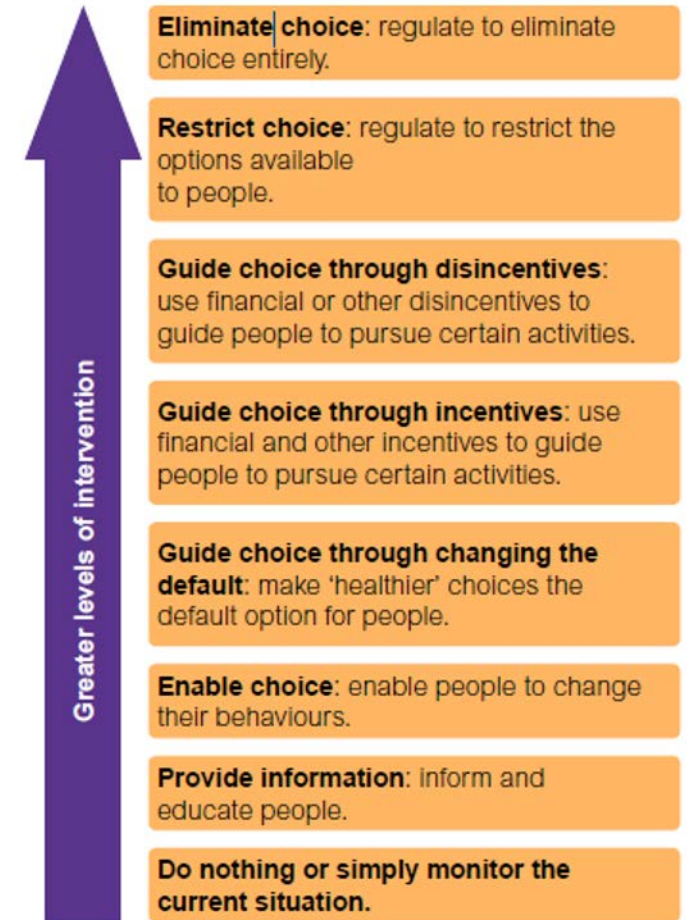 Eliminate choice: regulate to eliminate
choice entirely.
Restrict choice: regulate to restrict the
options available
to people.
Guide choice through disincentives:
use financial or other disincentives to
guide people to pursue certain activities.
Guide choice through incentives: use
financial and other incentives to guide
people to pursue certain activities.
Guide choice through changing the
default: make ‘healthier’ choices the
default option for people.
Enable choice: enable people to change
their behaviours.
Provide information: inform and
educate people.
Do nothing or simply monitor the
current situation.
Greater levels of intervention